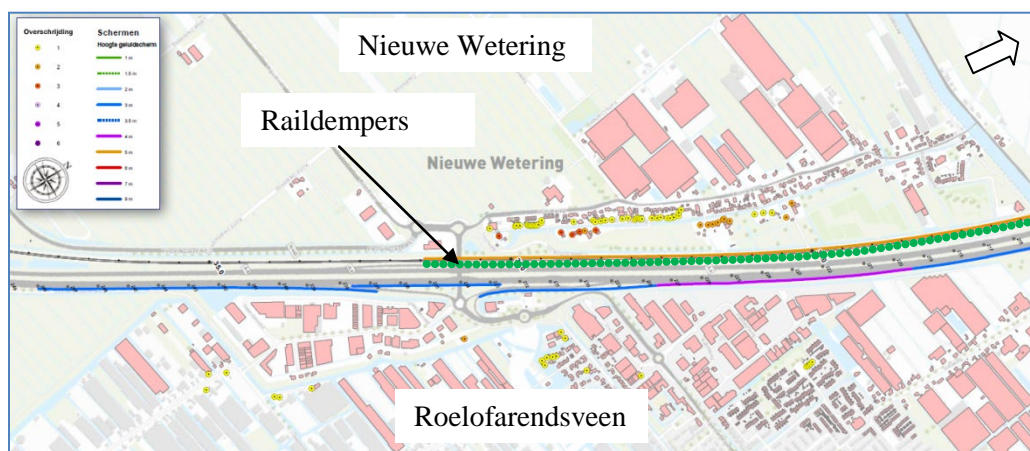 Overschrijding
1
2
3
4
5
6
Schermen
Hoogte geluidscherm
1 m
1.5 m
2 m
3 m
3.5 m
4 m
5 m
6 m
7 m
8 m
Nieuwe Wetering
Raildempers
Nieuwe Wetering
Roelofarendsveen